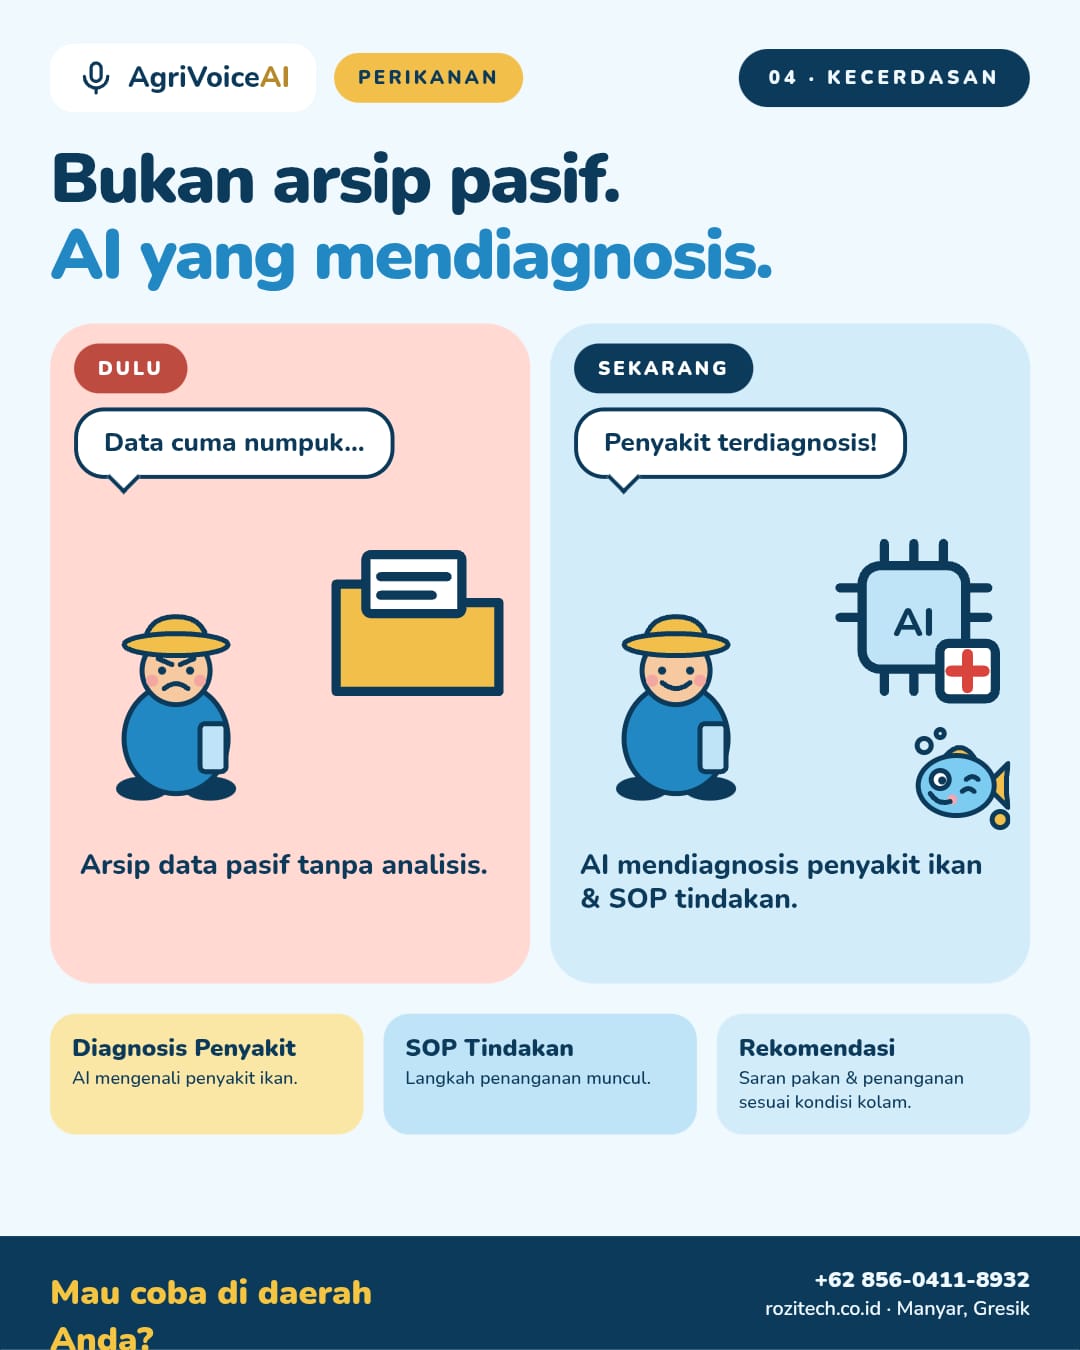 AgriVoiceAI
PERIKANAN
04 · KECERDASAN
Bukan arsip pasif.
AI yang mendiagnosis.
DULU
Data cuma numpuk...
Arsip data pasif tanpa analisis.
SEKARANG
Penyakit terdiagnosis!
AI
AI mendiagnosis penyakit ikan
& SOP tindakan.
Diagnosis Penyakit
AI mengenali penyakit ikan.
SOP Tindakan
Langkah penanganan muncul.
Rekomendasi
Saran pakan & penanganan
sesuai kondisi kolam.
Mau coba di daerah
Anda?
+62 856-0411-8932
rozitech.co.id · Manyar, Gresik